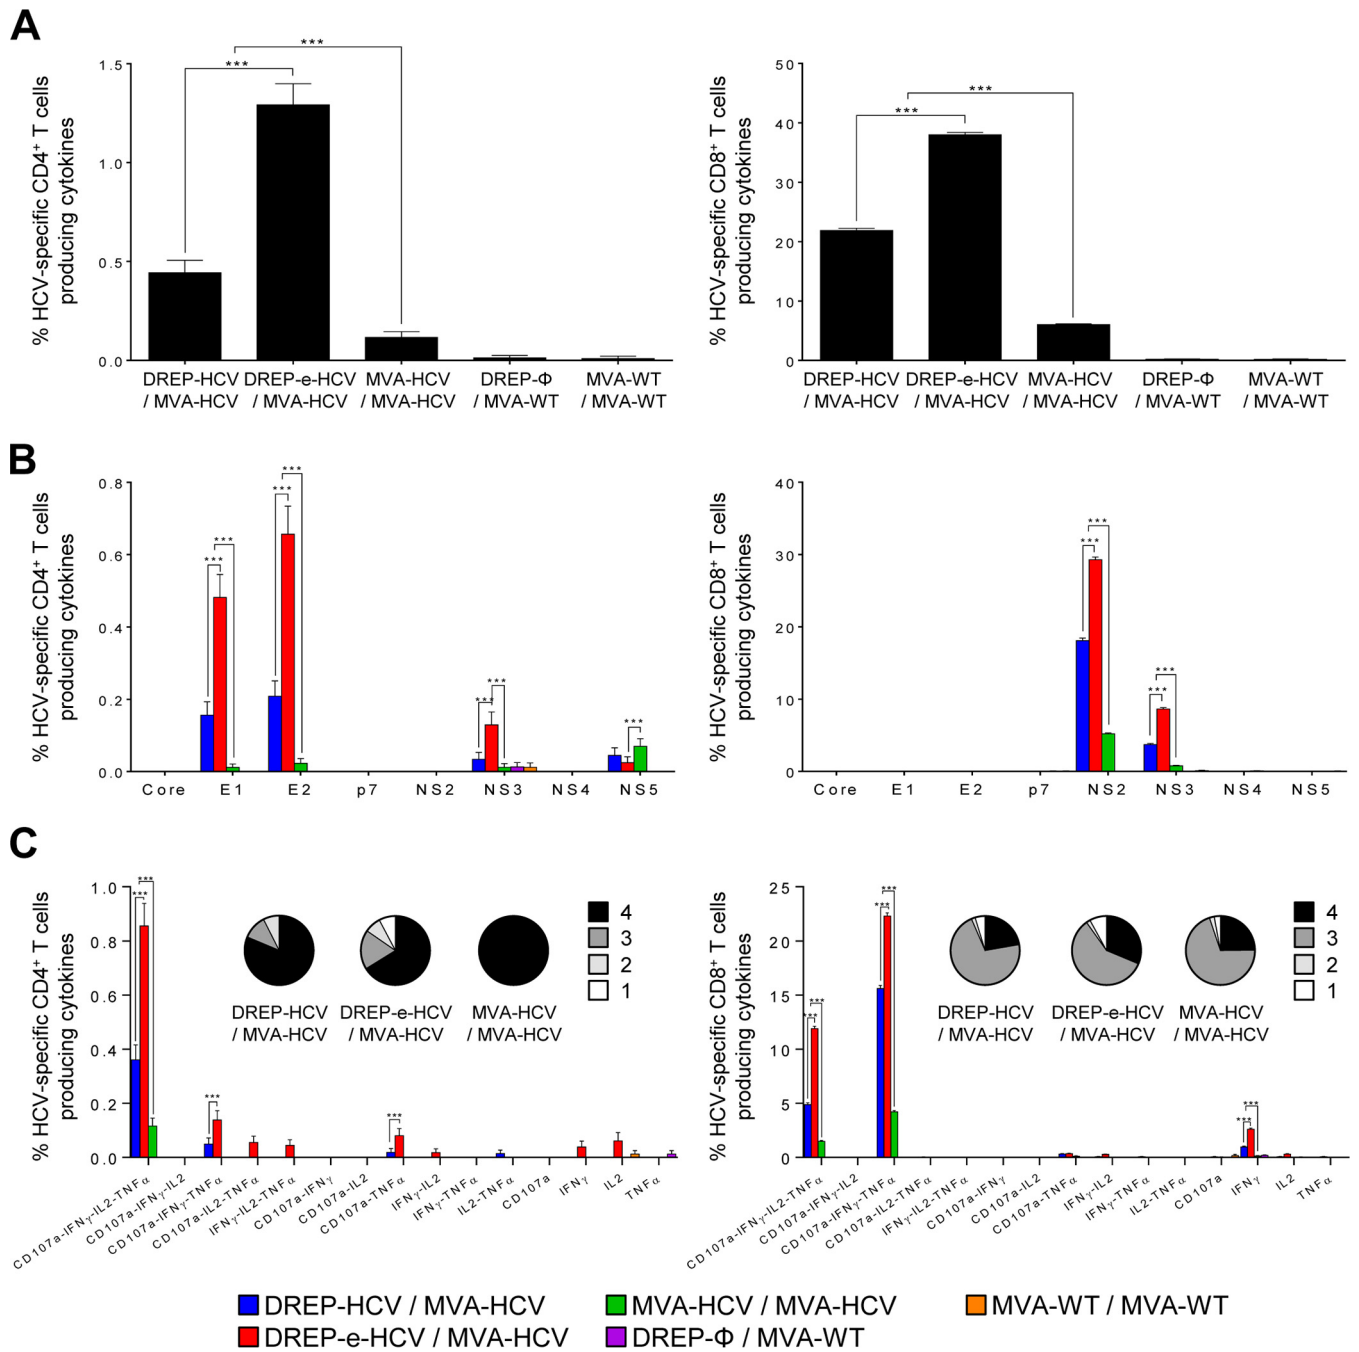 A
% HCV-specific CD4⁺ T cells
producing cytokines
1.5
1.0
0.5
0.0
***
***
DREP-HCV
/ MVA-HCV
DREP-e-HCV
/ MVA-HCV
MVA-HCV
/ MVA-HCV
DREP-Φ
/ MVA-WT
MVA-WT
/ MVA-WT
% HCV-specific CD8⁺ T cells
producing cytokines
50
40
30
20
10
0
***
***
DREP-HCV
/ MVA-HCV
DREP-e-HCV
/ MVA-HCV
MVA-HCV
/ MVA-HCV
DREP-Φ
/ MVA-WT
MVA-WT
/ MVA-WT
B
% HCV-specific CD4⁺ T cells
producing cytokines
0.8
0.6
0.4
0.2
0.0
***
***
***
***
***
***
***
Core
E1
E2
p7
NS2
NS3
NS4
NS5
% HCV-specific CD8⁺ T cells
producing cytokines
40
30
20
10
0
***
***
***
***
Core
E1
E2
p7
NS2
NS3
NS4
NS5
C
% HCV-specific CD4⁺ T cells
producing cytokines
1.0
0.8
0.6
0.4
0.2
0.0
***
***
***
***
DREP-HCV
/ MVA-HCV
DREP-e-HCV
/ MVA-HCV
MVA-HCV
/ MVA-HCV
4
3
2
1
CD107a-IFNγ-IL2-TNFα
CD107a-IFNγ-IL2
CD107a-IFNγ-TNFα
CD107a-IL2-TNFα
IFNγ-IL2-TNFα
CD107a-IFNγ
CD107a-IL2
CD107a-TNFα
IFNγ-IL2
IFNγ-TNFα
IL2-TNFα
CD107a
IFNγ
IL2
TNFα
% HCV-specific CD8⁺ T cells
producing cytokines
25
20
15
10
5
0
***
***
***
***
***
***
DREP-HCV
/ MVA-HCV
DREP-e-HCV
/ MVA-HCV
MVA-HCV
/ MVA-HCV
4
3
2
1
CD107a-IFNγ-IL2-TNFα
CD107a-IFNγ-IL2
CD107a-IFNγ-TNFα
CD107a-IL2-TNFα
IFNγ-IL2-TNFα
CD107a-IFNγ
CD107a-IL2
CD107a-TNFα
IFNγ-IL2
IFNγ-TNFα
IL2-TNFα
CD107a
IFNγ
IL2
TNFα
DREP-HCV / MVA-HCV
MVA-HCV / MVA-HCV
MVA-WT / MVA-WT
DREP-e-HCV / MVA-HCV
DREP-Φ / MVA-WT